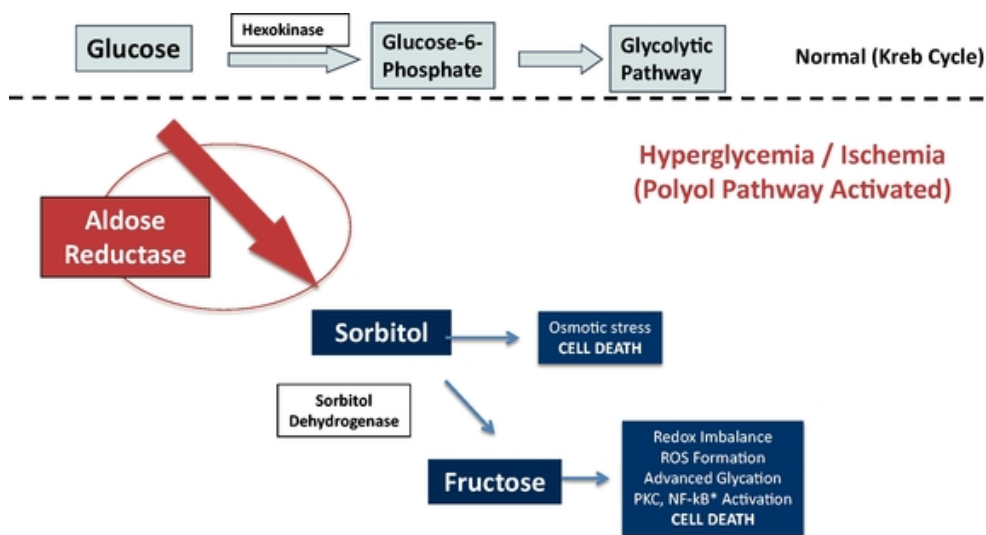 Glucose
Hexokinase
Glucose-6-
Phosphate
Glycolytic
Pathway
Normal (Kreb Cycle)
Hyperglycemia / Ischemia
(Polyol Pathway Activated)
Aldose
Reductase
Sorbitol
Osmotic stress
CELL DEATH
Sorbitol
Dehydrogenase
Fructose
Redox Imbalance
ROS Formation
Advanced Glycation
PKC, NF-kB* Activation
CELL DEATH